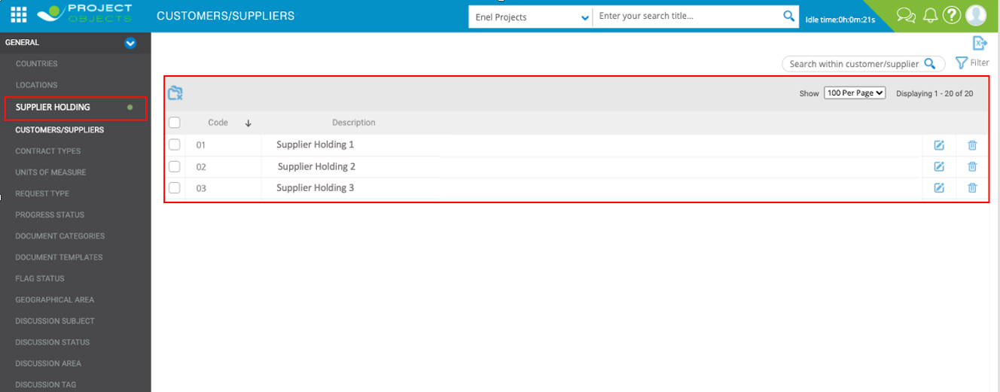 PROJECT
OBJECTS
CUSTOMERS/SUPPLIERS
Enel Projects
Enter your search title...
Idle time:0h:0m:21s
GENERAL
COUNTRIES
LOCATIONS
SUPPLIER HOLDING
CUSTOMERS/SUPPLIERS
CONTRACT TYPES
UNITS OF MEASURE
REQUEST TYPE
PROGRESS STATUS
DOCUMENT CATEGORIES
DOCUMENT TEMPLATES
FLAG STATUS
GEOGRAPHICAL AREA
DISCUSSION SUBJECT
DISCUSSION STATUS
DISCUSSION AREA
DISCUSSION TAG
Search within customer/supplier
Filter
Show 100 Per Page Displaying 1 - 20 of 20
Code Description
01 Supplier Holding 1
02 Supplier Holding 2
03 Supplier Holding 3